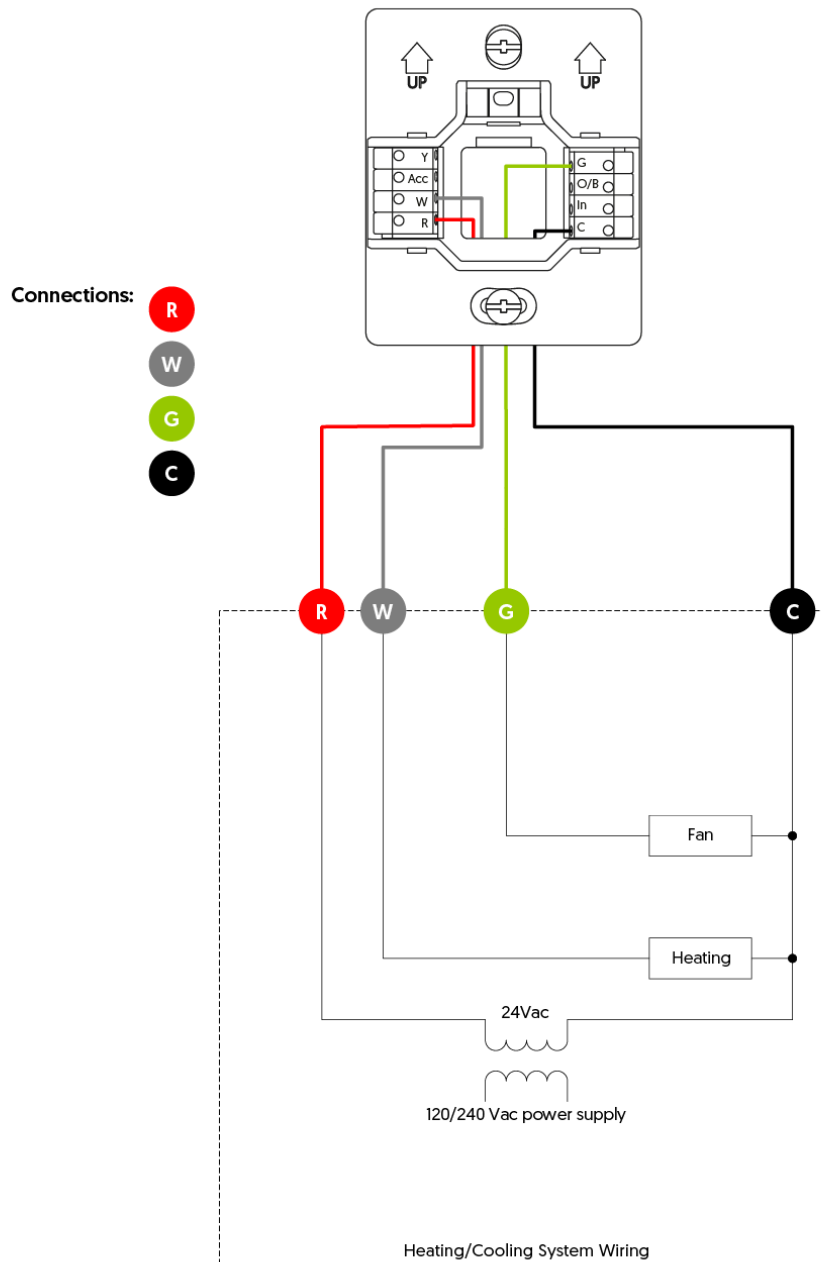 UP
UP
Y
Acc
W
R
G
O/B
In
C
Connections:
R
W
G
C
R
W
G
C
Fan
Heating
24Vac
120/240 Vac power supply
Heating/Cooling System Wiring